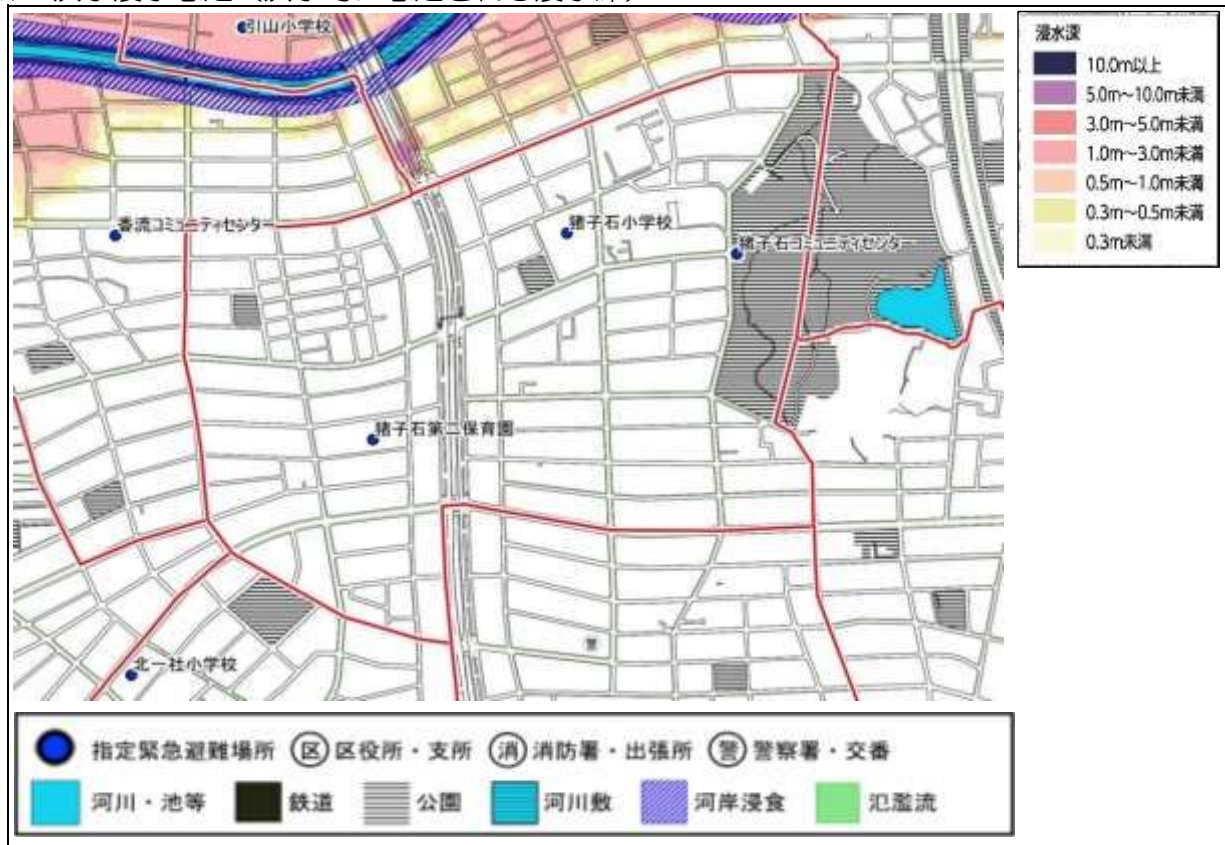 引山小学校
香流コミュニティセンター
猪子石小学校
猪子石コミュニティセンター
猪子石第二保育園
北一社小学校
警
浸水深
10.0m以上
5.0m～10.0m未満
3.0m～5.0m未満
1.0m～3.0m未満
0.5m～1.0m未満
0.3m～0.5m未満
0.3m未満
指定緊急避難場所 区 区役所・支所 消 消防署・出張所 警 警察署・交番
河川・池等 鉄道 公園 河川敷 河岸浸食 氾濫流